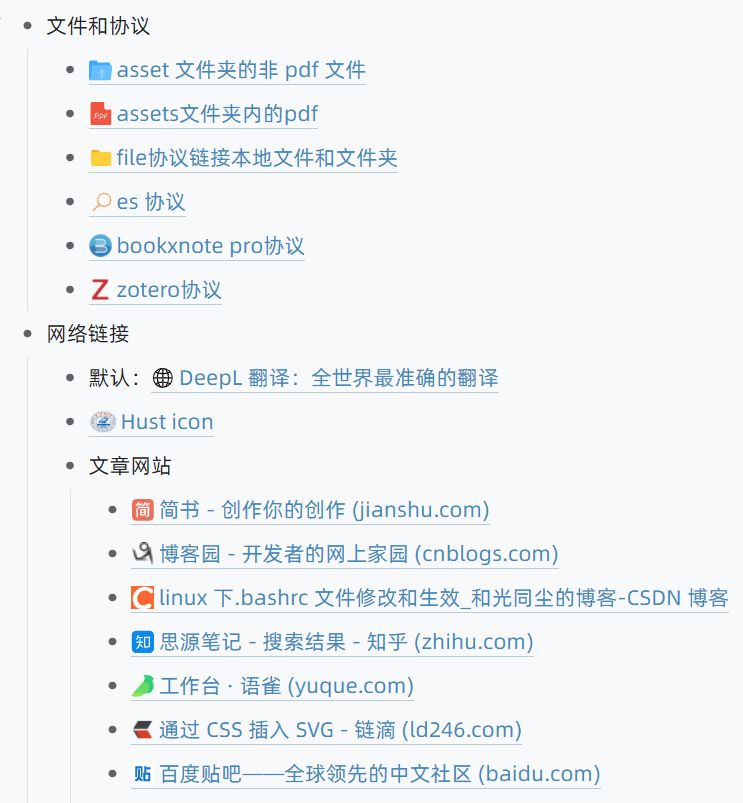 文件和协议
asset 文件夹的非 pdf 文件
PDF assets文件夹内的pdf
file协议链接本地文件和文件夹
es 协议
B bookxnote pro协议
Z zotero协议
网络链接
默认：DeepL 翻译：全世界最准确的翻译
Hust icon
文章网站
简 简书 - 创作你的创作 (jianshu.com)
博客园 - 开发者的网上家园 (cnblogs.com)
C linux 下.bashrc 文件修改和生效_和光同尘的博客-CSDN 博客
知 思源笔记 - 搜索结果 - 知乎 (zhihu.com)
工作台 · 语雀 (yuque.com)
通过 CSS 插入 SVG - 链滴 (ld246.com)
贴 百度贴吧——全球领先的中文社区 (baidu.com)